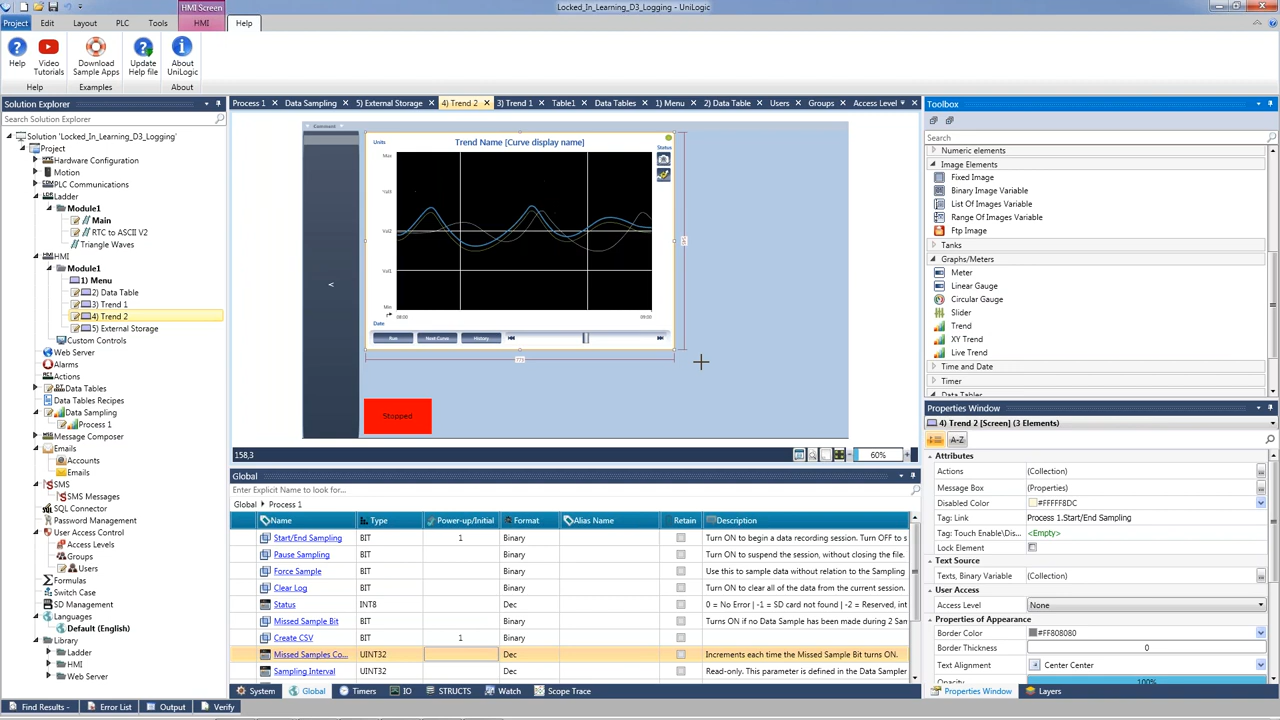 Locked_In_Learning_D3_Logging - UniLogic
HMI Screen
Project Edit Layout PLC Tools HMI Help
Help Video Tutorials Download Sample Apps Update Help file About UniLogic
Help Examples About
Solution Explorer
Search Solution Explorer
Solution 'Locked_In_Learning_D3_Logging'
Project
Hardware Configuration
Motion
PLC Communications
Ladder
Module1
Main
RTC to ASCII V2
Triangle Waves
HMI
Module1
1) Menu
2) Data Table
3) Trend 1
4) Trend 2
5) External Storage
Custom Controls
Web Server
Alarms
Actions
Data Tables
Data Tables Recipes
Data Sampling
Process 1
Message Composer
Emails
Accounts
Emails
SMS
SMS Messages
SQL Connector
Password Management
User Access Control
Access Levels
Groups
Users
Formulas
Switch Case
SD Management
Languages
Default (English)
Library
Ladder
HMI
Web Server
Process 1 Data Sampling 5) External Storage 4) Trend 2 3) Trend 1 Table1 Data Tables 1) Menu 2) Data Table Users Groups Access Level
Comment
Units Trend Name [Curve display name] Status
Max
Vol2
Vol1
Min
08:00 09:00
Date
Run Next Curve History
<
Stopped
158,3 60%
Global
Enter Explicit Name to look for...
Global Process 1
Name Type Power-up/Initial Format Alias Name Retain Description
Start/End Sampling BIT 1 Binary Turn ON to begin a data recording session. Turn OFF to s
Pause Sampling BIT Binary Turn ON to suspend the session, without closing the file.
Force Sample BIT Binary Use this to sample data without relation to the Sampling
Clear Log BIT Binary Turn ON to clear all of the data from the current session.
Status INT8 Dec 0 = No Error | -1 = SD card not found | -2 = Reserved, int
Missed Sample Bit BIT Binary Turns ON if no Data Sample has been made during 2 Sam
Create CSV BIT 1 Binary
Missed Samples Co... UINT32 Dec Increments each time the Missed Sample Bit turns ON.
Sampling Interval UINT32 Dec Read-only. This parameter is defined in the Data Sampler
System Global Timers IO STRUCTS Watch Scope Trace
Find Results - Error List Output Verify
Toolbox
Search
Numeric elements
Image Elements
Fixed Image
Binary Image Variable
List Of Images Variable
Range Of Images Variable
Ftp Image
Tanks
Graphs/Meters
Meter
Linear Gauge
Circular Gauge
Slider
Trend
XY Trend
Live Trend
Time and Date
Timer
Data Tables
Properties Window
4) Trend 2 [Screen] (3 Elements)
A-Z
Attributes
Actions (Collection)
Message Box (Properties)
Disabled Color #FFFFF8DC
Tag: Link Process 1.Start/End Sampling
Tag: Touch Enable\Dis... <Empty>
Lock Element
Text Source
Texts, Binary Variable (Collection)
User Access
Access Level None
Properties of Appearance
Border Color #FF808080
Border Thickness 0
Text Alignment Center Center
Opacity 100%
Properties Window Layers